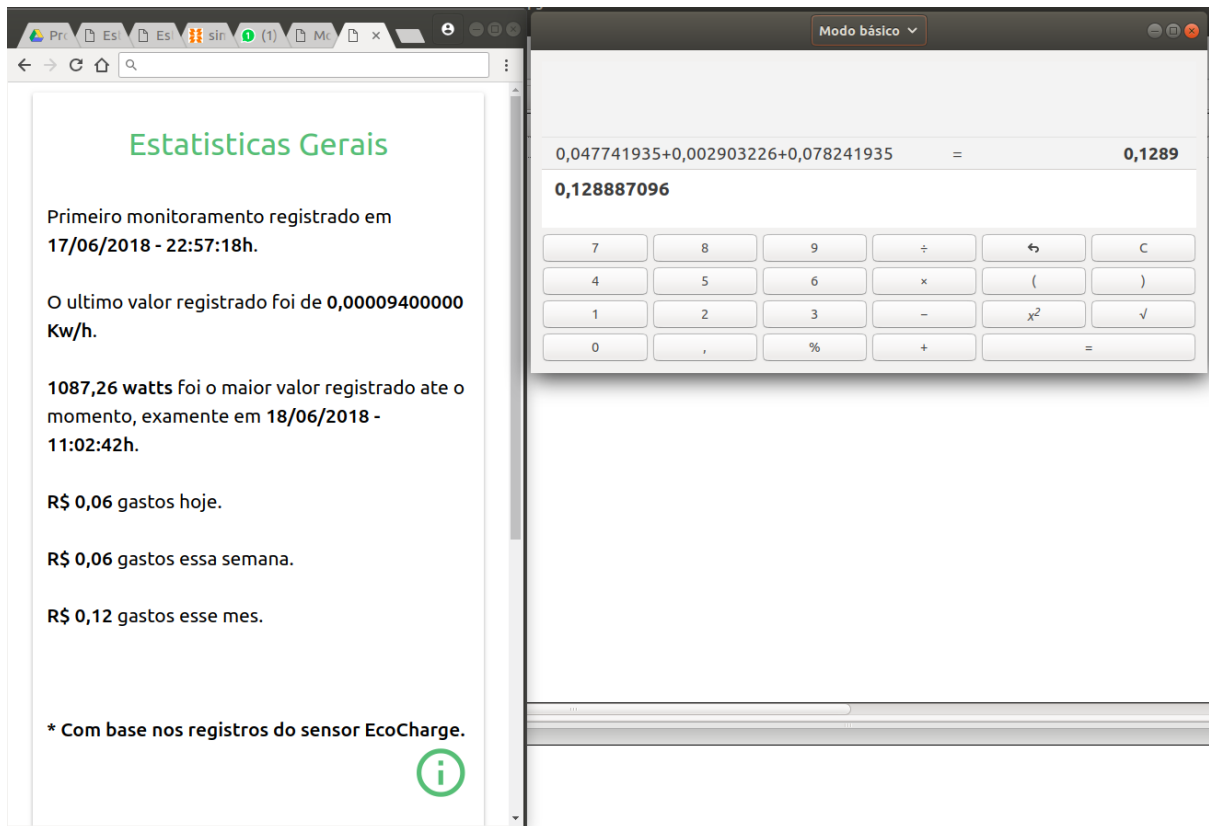 Pro
Es
Es
sin
(1)
Mo
Estatisticas Gerais
Primeiro monitoramento registrado em
17/06/2018 - 22:57:18h.
O ultimo valor registrado foi de 0,00009400000
Kw/h.
1087,26 watts foi o maior valor registrado ate o
momento, examente em 18/06/2018 -
11:02:42h.
R$ 0,06 gastos hoje.
R$ 0,06 gastos essa semana.
R$ 0,12 gastos esse mes.
* Com base nos registros do sensor EcoCharge.
Modo básico
0,047741935+0,002903226+0,078241935 = 0,1289
0,128887096
7 8 9 ÷ C
4 5 6 × ( )
1 2 3 − x² √
0 , % + =